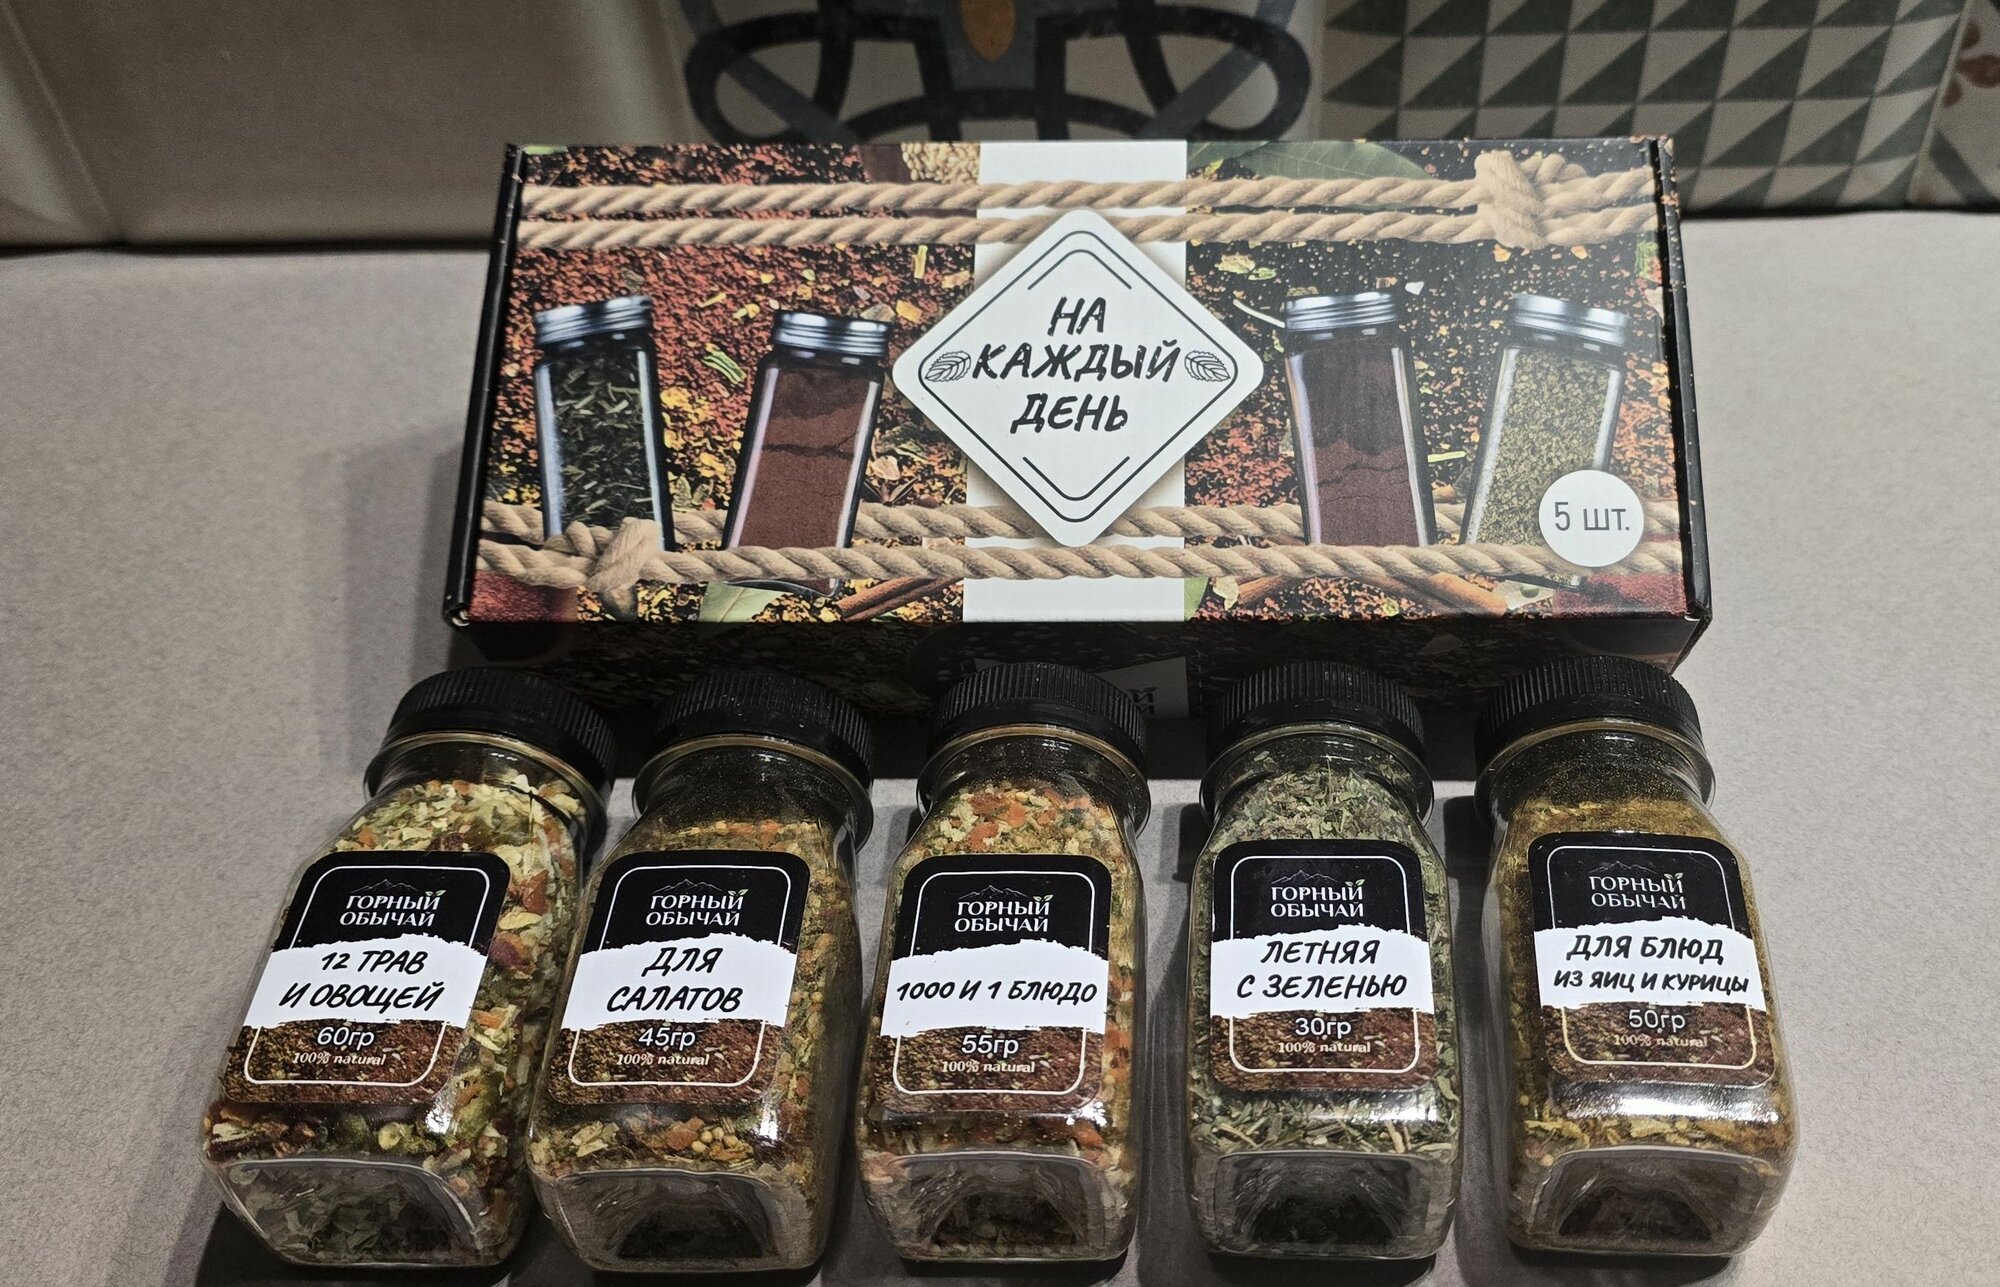 НА
КАЖДЫЙ
ДЕНЬ
5 шт.
ГОРНЫЙ
ОБЫЧАЙ
12 ТРАВ
И ОВОЩЕЙ
60гр
100% natural
ГОРНЫЙ
ОБЫЧАЙ
ДЛЯ
САЛАТОВ
45гр
100% natural
ГОРНЫЙ
ОБЫЧАЙ
1000 И 1 БЛЮДО
55гр
100% natural
ГОРНЫЙ
ОБЫЧАЙ
ЛЕТНЯЯ
С ЗЕЛЕНЬЮ
30гр
100% natural
ГОРНЫЙ
ОБЫЧАЙ
ДЛЯ БЛЮД
ИЗ ЯИЦ И КУРИЦЫ
50гр
100% natural